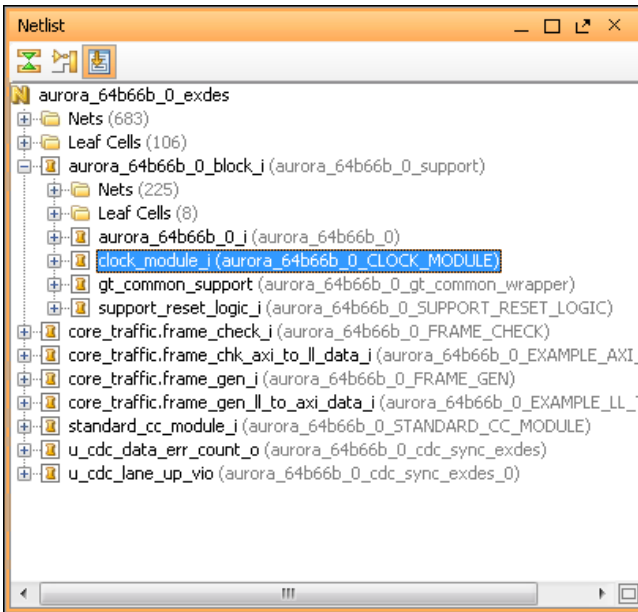 Netlist
N aurora_64b66b_0_exdes
Nets (683)
Leaf Cells (106)
aurora_64b66b_0_block_i (aurora_64b66b_0_support)
Nets (225)
Leaf Cells (8)
aurora_64b66b_0_i (aurora_64b66b_0)
clock_module_i (aurora_64b66b_0_CLOCK_MODULE)
gt_common_support (aurora_64b66b_0_gt_common_wrapper)
support_reset_logic_i (aurora_64b66b_0_SUPPORT_RESET_LOGIC)
core_traffic.frame_check_i (aurora_64b66b_0_FRAME_CHECK)
core_traffic.frame_chk_axi_to_ll_data_i (aurora_64b66b_0_EXAMPLE_AXI_
core_traffic.frame_gen_i (aurora_64b66b_0_FRAME_GEN)
core_traffic.frame_gen_ll_to_axi_data_i (aurora_64b66b_0_EXAMPLE_LL_T
standard_cc_module_i (aurora_64b66b_0_STANDARD_CC_MODULE)
u_cdc_data_err_count_o (aurora_64b66b_0_cdc_sync_exdes)
u_cdc_lane_up_vio (aurora_64b66b_0_cdc_sync_exdes_0)